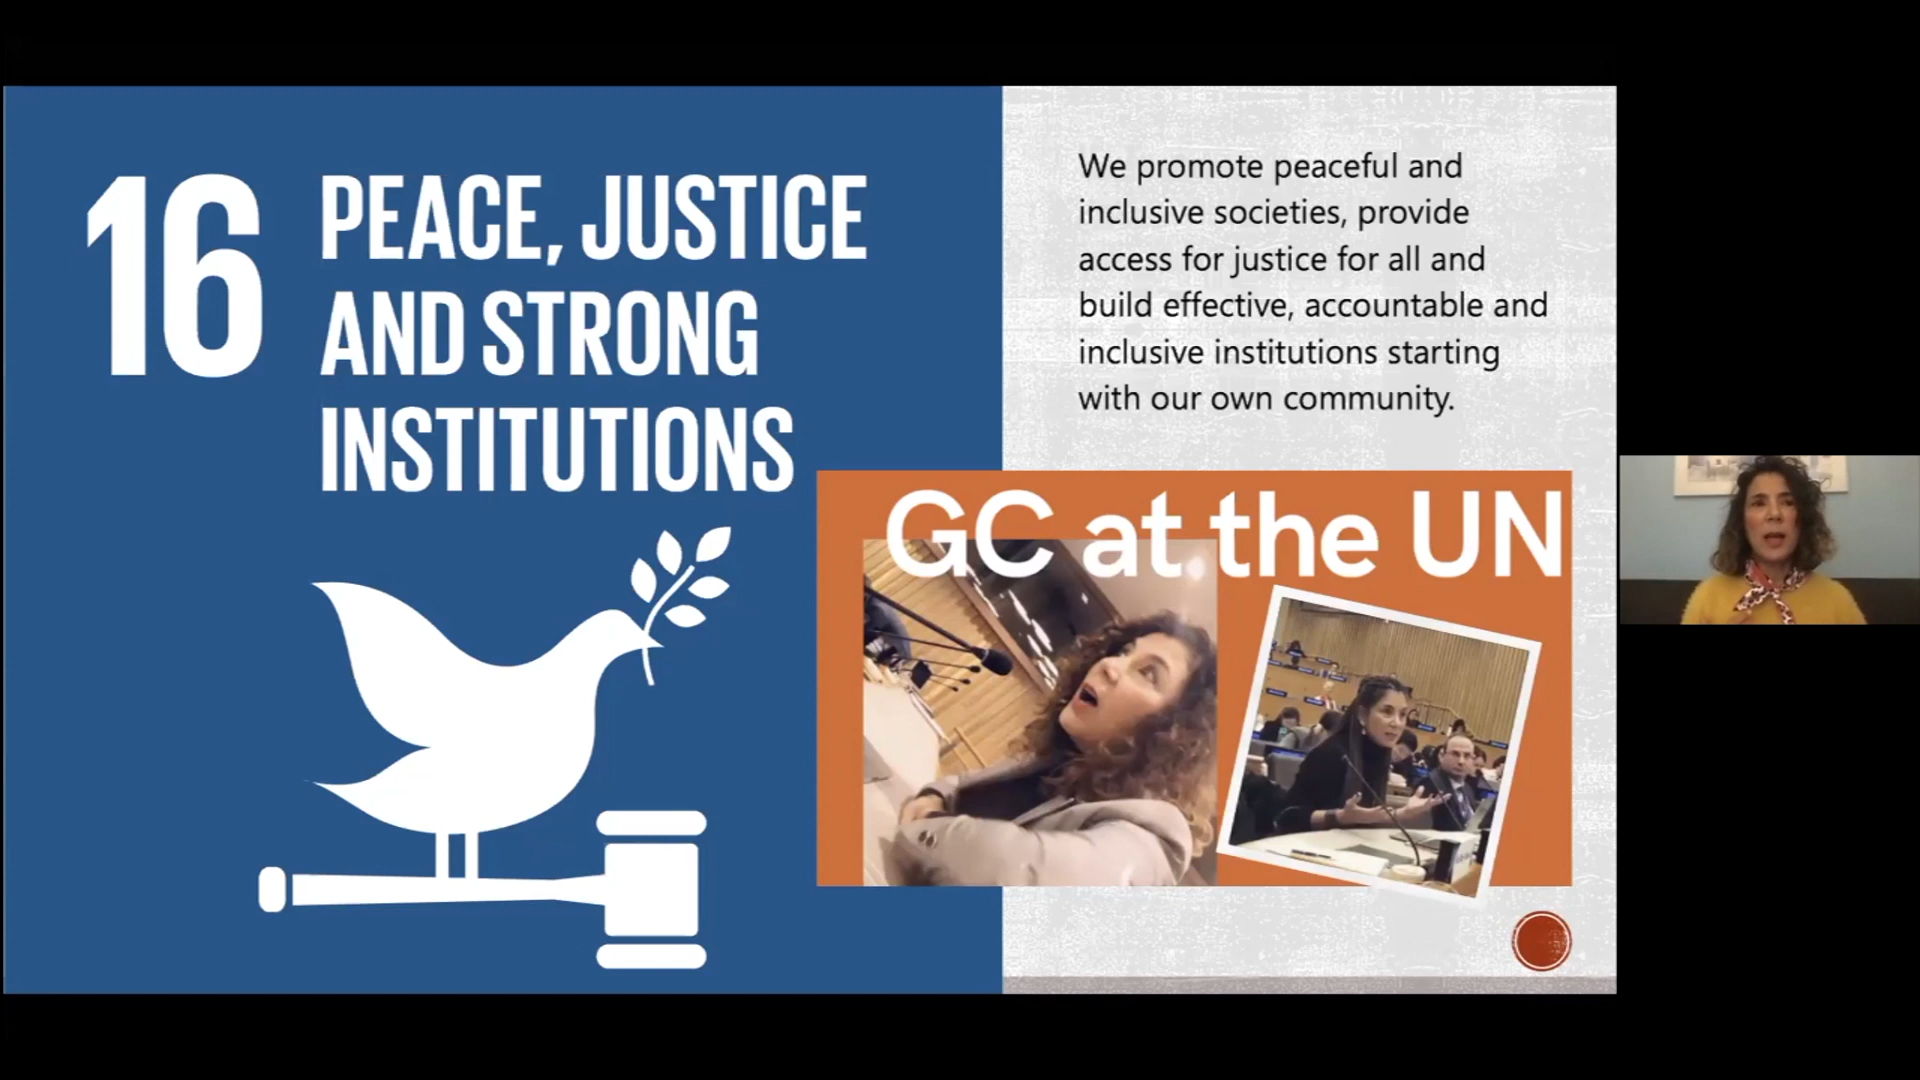 16
PEACE, JUSTICE
AND STRONG
INSTITUTIONS
We promote peaceful and
inclusive societies, provide
access for justice for all and
build effective, accountable and
inclusive institutions starting
with our own community.
GC at the UN